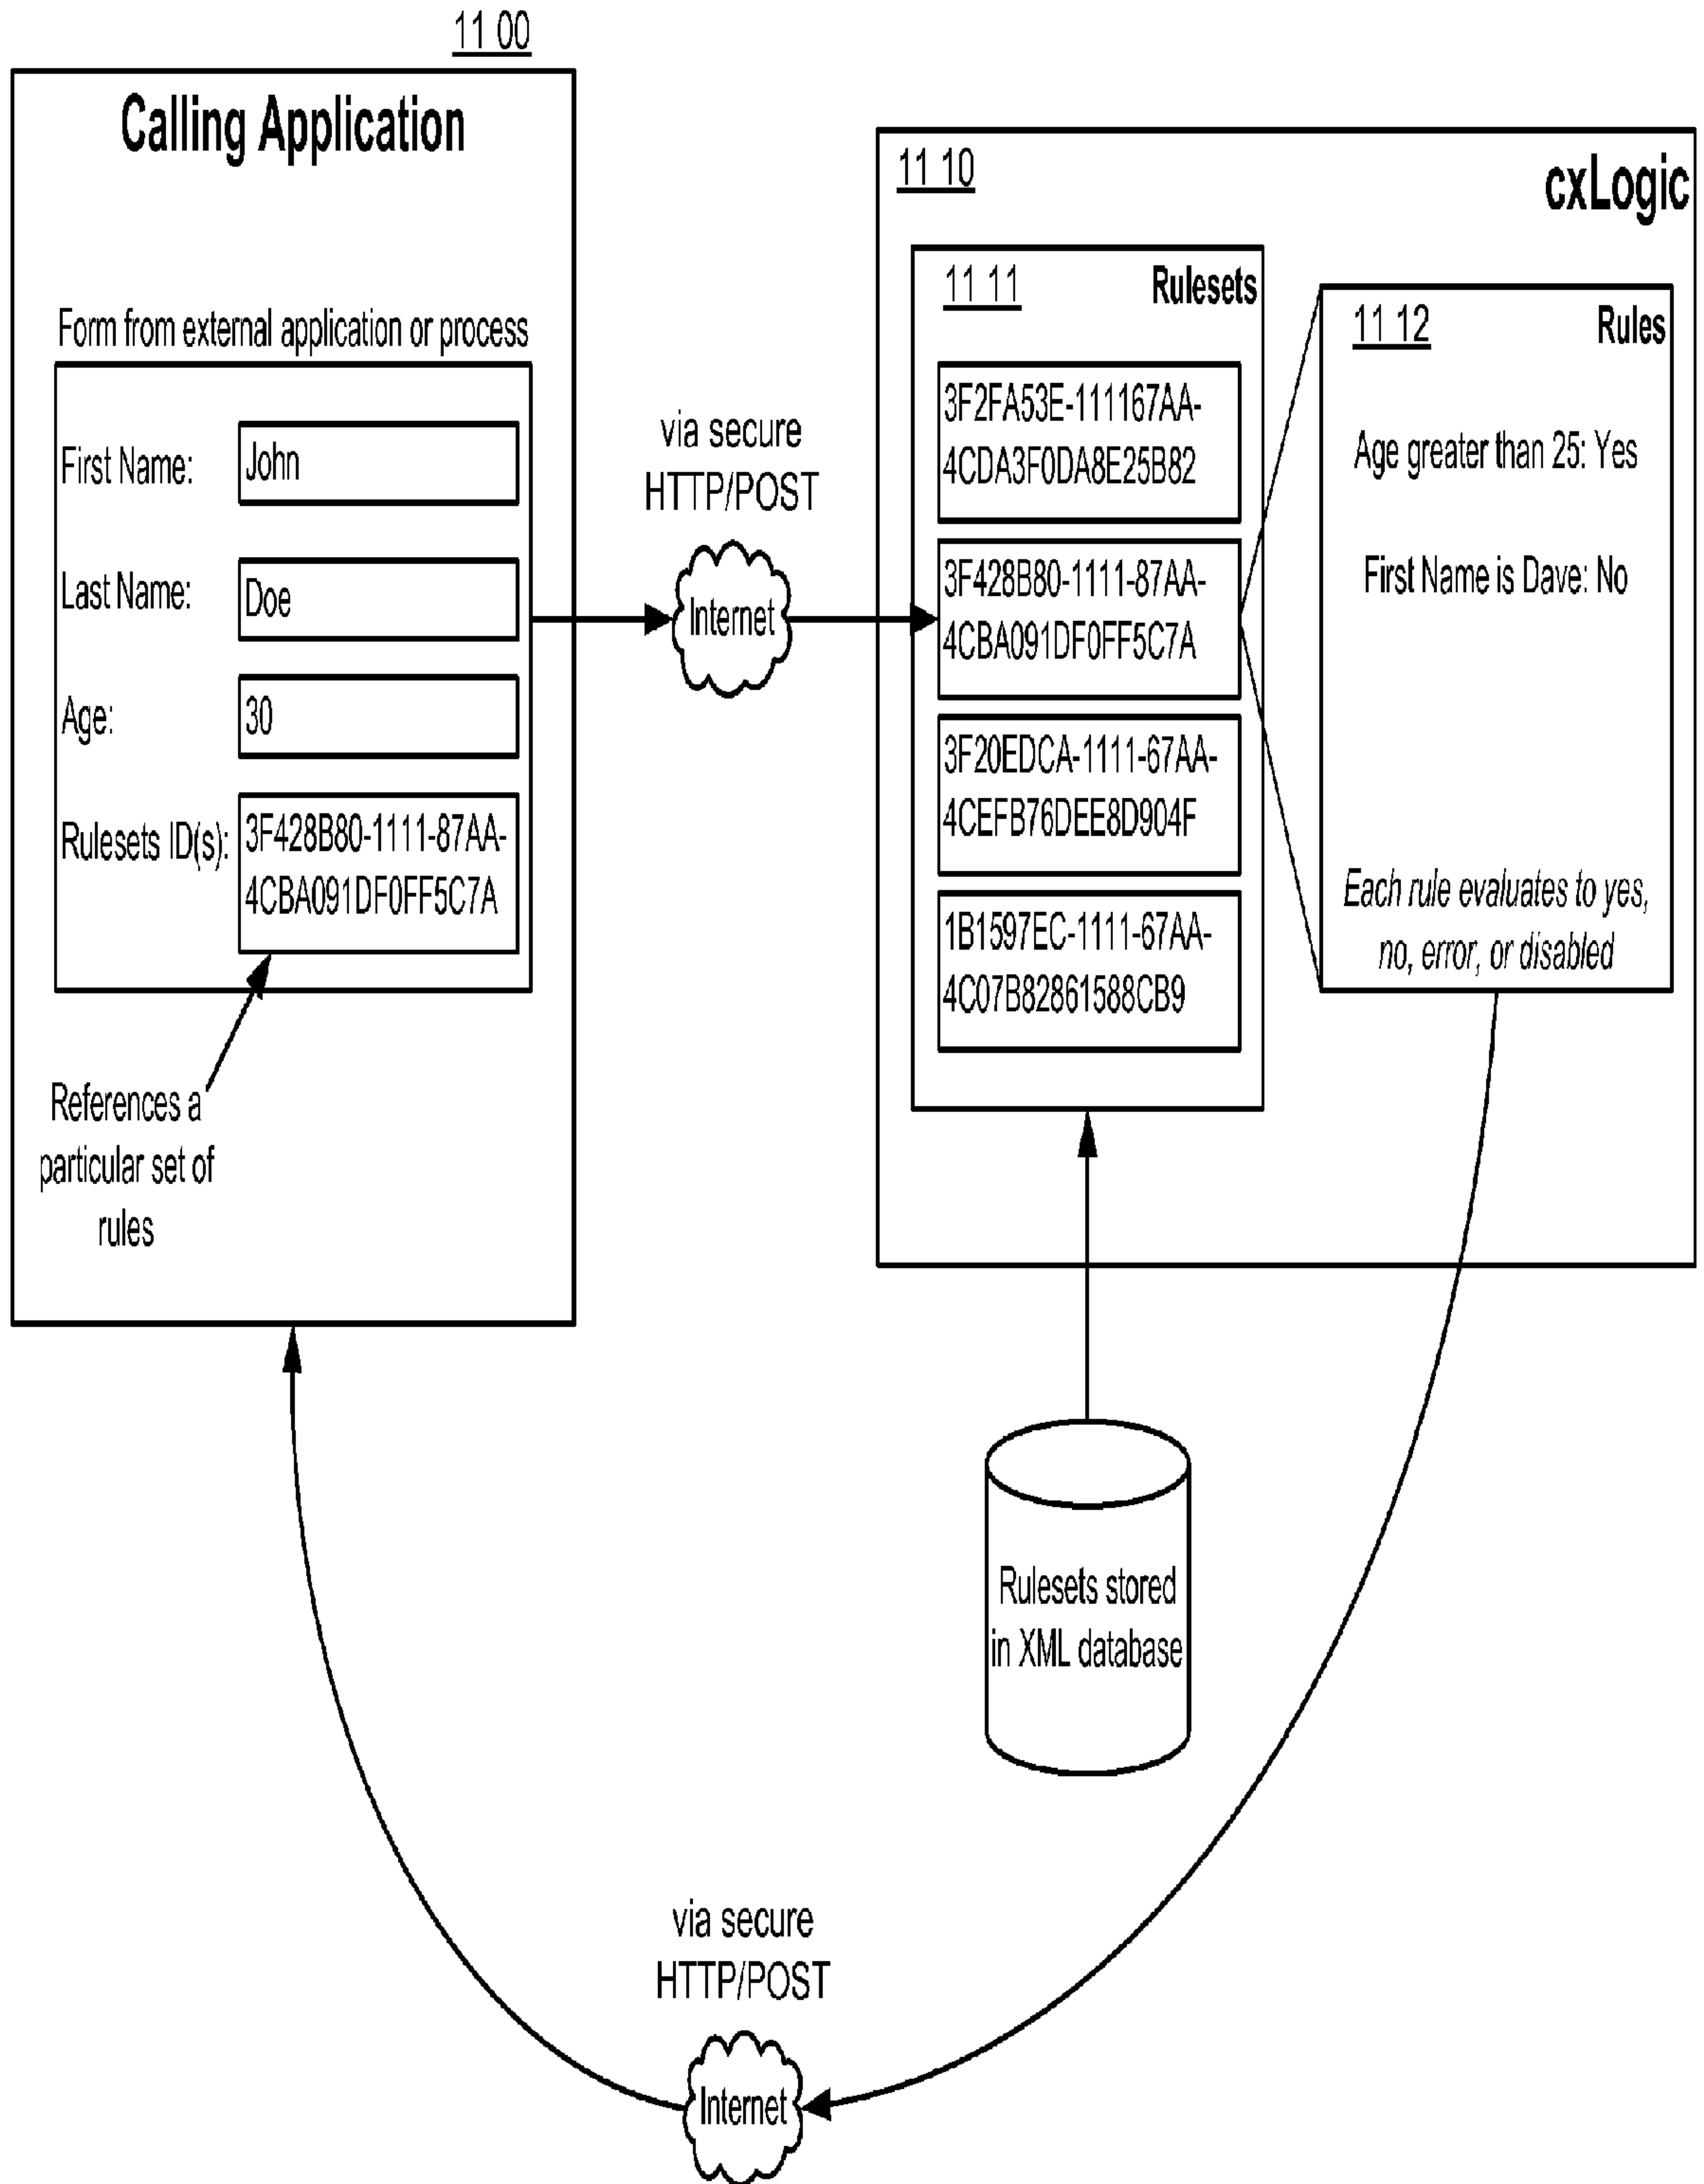 11 00
Calling Application
Form from external application or process
First Name:
John
Last Name:
Doe
Age:
30
Rulesets ID(s):
3F428B80-1111-87AA-
4CBA091DF0FF5C7A
References a
particular set of
rules
via secure
HTTP/POST
Internet
11 10
cxLogic
11 11
Rulesets
3F2FA53E-111167AA-
4CDA3F0DA8E25B82
3F428B80-1111-87AA-
4CBA091DF0FF5C7A
3F20EDCA-1111-67AA-
4CEFB76DEE8D904F
1B1597EC-1111-67AA-
4C07B82861588CB9
11 12
Rules
Age greater than 25: Yes
First Name is Dave: No
Each rule evaluates to yes,
no, error, or disabled
Rulesets stored
in XML database
via secure
HTTP/POST
Internet